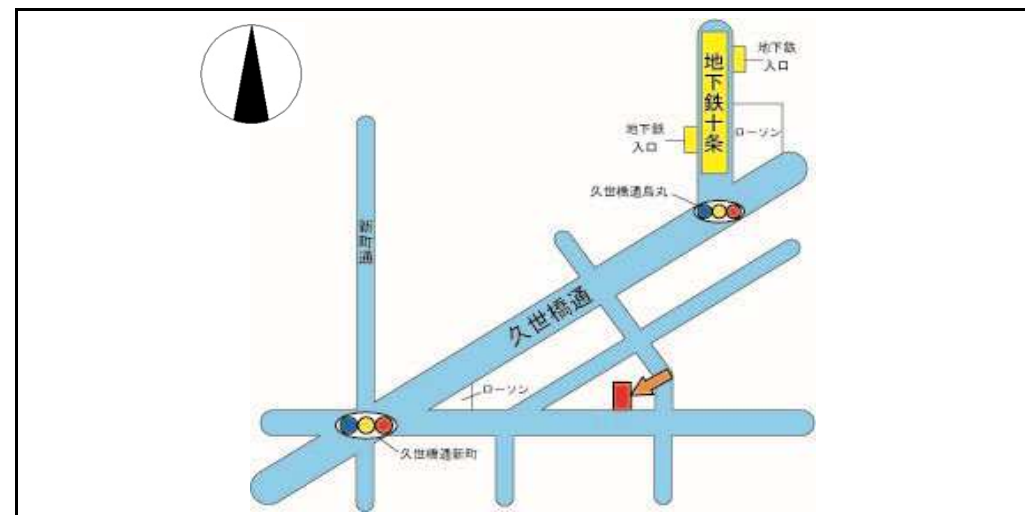 地下鉄
入口
地下鉄十条
地下鉄
入口
ローソン
久世橋通烏丸
新町通
久世橋通
ローソン
久世橋通新町